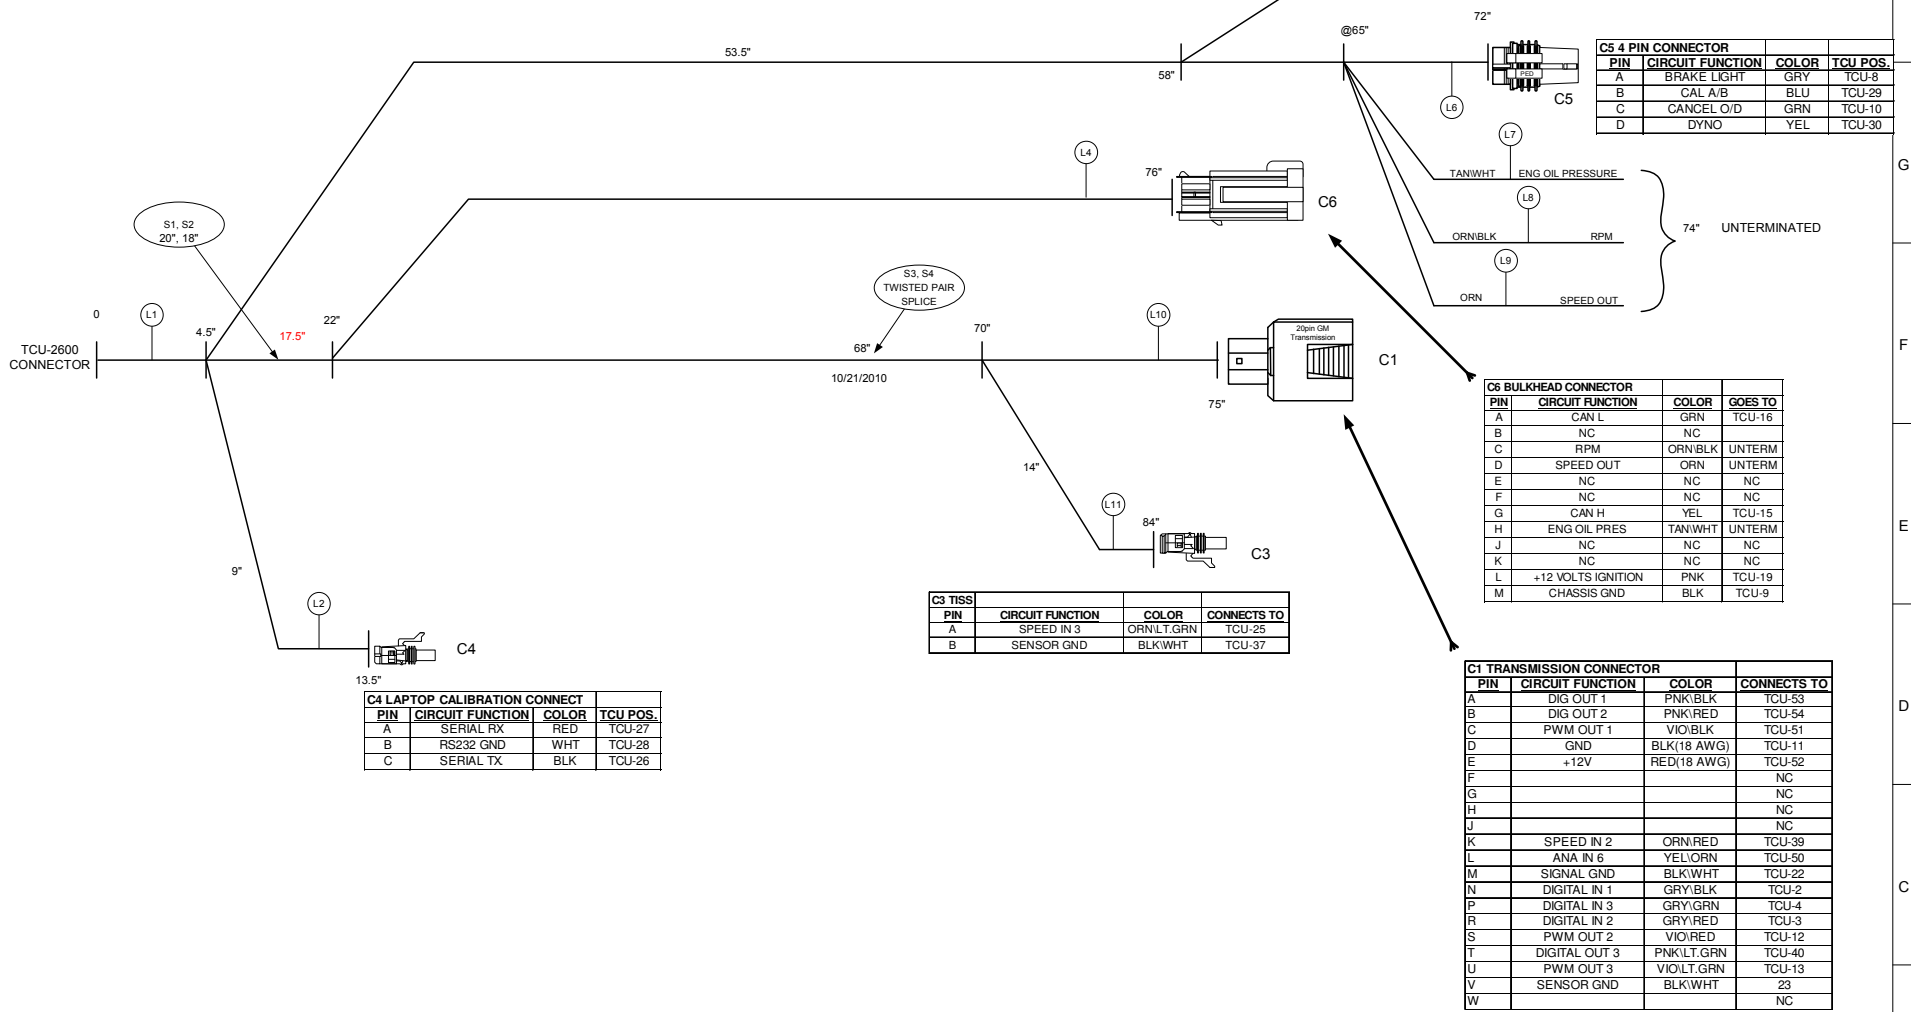 72"
@65"
53.5"
58"
PED
C5
L6
C5 4 PIN CONNECTOR
PIN CIRCUIT FUNCTION COLOR TCU POS.
A BRAKE LIGHT GRY TCU-8
B CAL A/B BLU TCU-29
C CANCEL O/D GRN TCU-10
D DYNO YEL TCU-30
L7
TAN\WHT ENG OIL PRESSURE
L8
ORN\BLK RPM
L9
ORN SPEED OUT
74" UNTERMINATED
G
L4
76"
C6
S1, S2
20", 18"
S3, S4
TWISTED PAIR
SPLICE
0
L1
4.5"
17.5"
22"
TCU-2600
CONNECTOR
68"
10/21/2010
70"
L10
20pin GM
Transmission
C1
75"
F
C6 BULKHEAD CONNECTOR
PIN CIRCUIT FUNCTION COLOR GOES TO
A CAN L GRN TCU-16
B NC NC
C RPM ORN\BLK UNTERM
D SPEED OUT ORN UNTERM
E NC NC NC
F NC NC NC
G CAN H YEL TCU-15
H ENG OIL PRES TAN\WHT UNTERM
J NC NC NC
K NC NC NC
L +12 VOLTS IGNITION PNK TCU-19
M CHASSIS GND BLK TCU-9
14"
L11
84"
C3
E
9"
L2
C4
13.5"
C3 TISS
PIN CIRCUIT FUNCTION COLOR CONNECTS TO
A SPEED IN 3 ORN\LT.GRN TCU-25
B SENSOR GND BLK\WHT TCU-37
C4 LAPTOP CALIBRATION CONNECT
PIN CIRCUIT FUNCTION COLOR TCU POS.
A SERIAL RX RED TCU-27
B RS232 GND WHT TCU-28
C SERIAL TX BLK TCU-26
C1 TRANSMISSION CONNECTOR
PIN CIRCUIT FUNCTION COLOR CONNECTS TO
A DIG OUT 1 PNK\BLK TCU-53
B DIG OUT 2 PNK\RED TCU-54
C PWM OUT 1 VIO\BLK TCU-51
D GND BLK(18 AWG) TCU-11
E +12V RED(18 AWG) TCU-52
F NC
G NC
H NC
J NC
K SPEED IN 2 ORN\RED TCU-39
L ANA IN 6 YEL\ORN TCU-50
M SIGNAL GND BLK\WHT TCU-22
N DIGITAL IN 1 GRY\BLK TCU-2
P DIGITAL IN 3 GRY\GRN TCU-4
R DIGITAL IN 2 GRY\RED TCU-3
S PWM OUT 2 VIO\RED TCU-12
T DIGITAL OUT 3 PNK\LT.GRN TCU-40
U PWM OUT 3 VIO\LT.GRN TCU-13
V SENSOR GND BLK\WHT 23
W NC
D
C